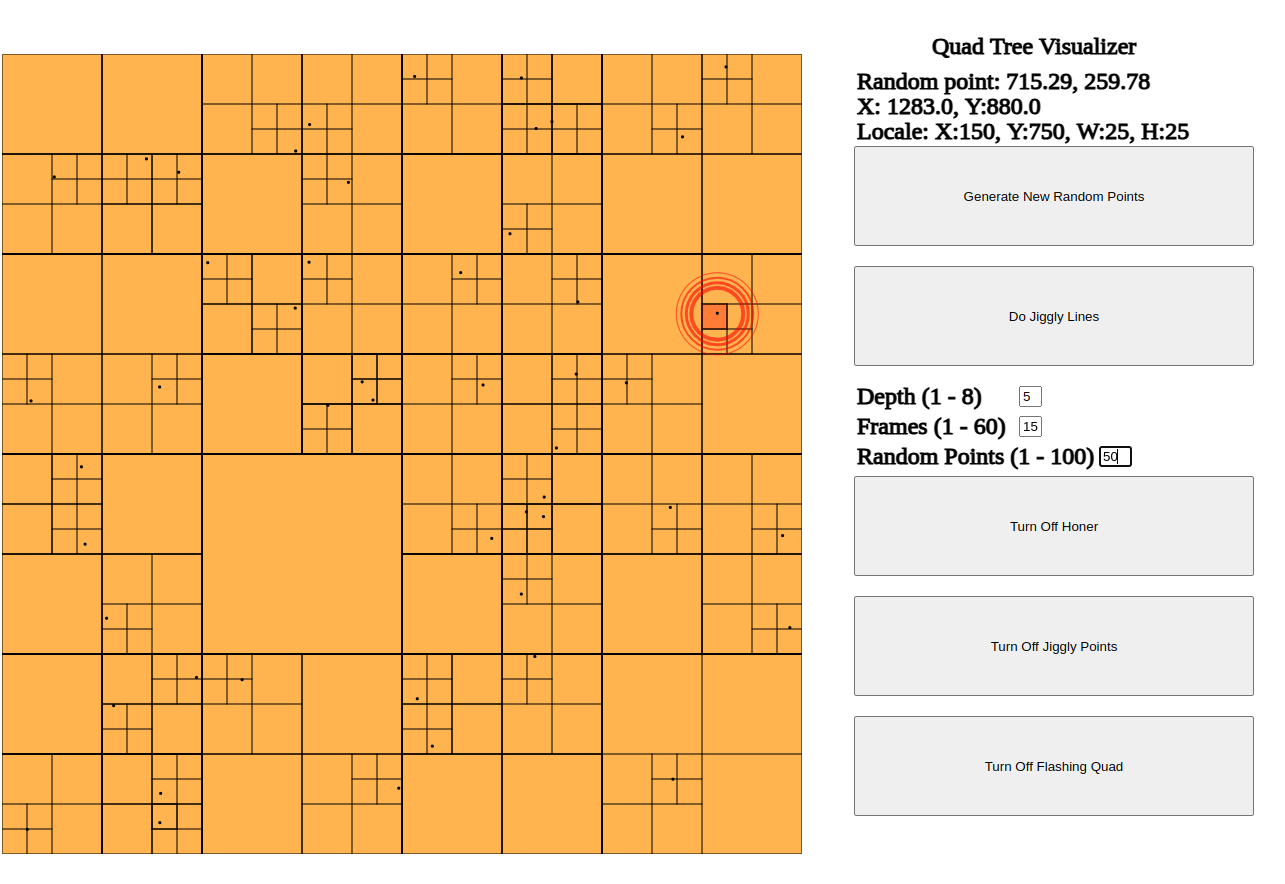 Quad Tree Visualizer
Random point: 715.29, 259.78
X: 1283.0, Y:880.0
Locale: X:150, Y:750, W:25, H:25
Generate New Random Points
Do Jiggly Lines
Depth (1 - 8) 5
Frames (1 - 60) 15
Random Points (1 - 100) 50
Turn Off Honer
Turn Off Jiggly Points
Turn Off Flashing Quad